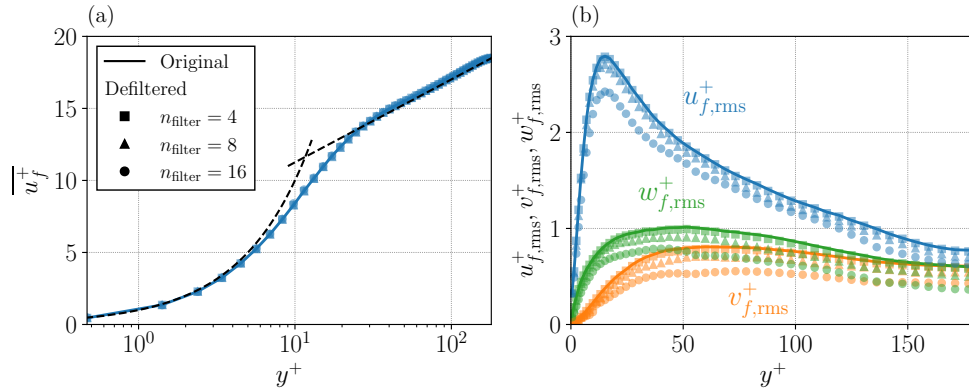 (a)
20
15
10
5
0
Original
Defiltered
n_filter = 4
n_filter = 8
n_filter = 16
\overline{u_f^+}
10^0
10^1
10^2
y^+
(b)
3
2
1
0
u^+_{f,rms}, v^+_{f,rms}, w^+_{f,rms}
u^+_{f,rms}
w^+_{f,rms}
v^+_{f,rms}
0
50
100
150
y^+